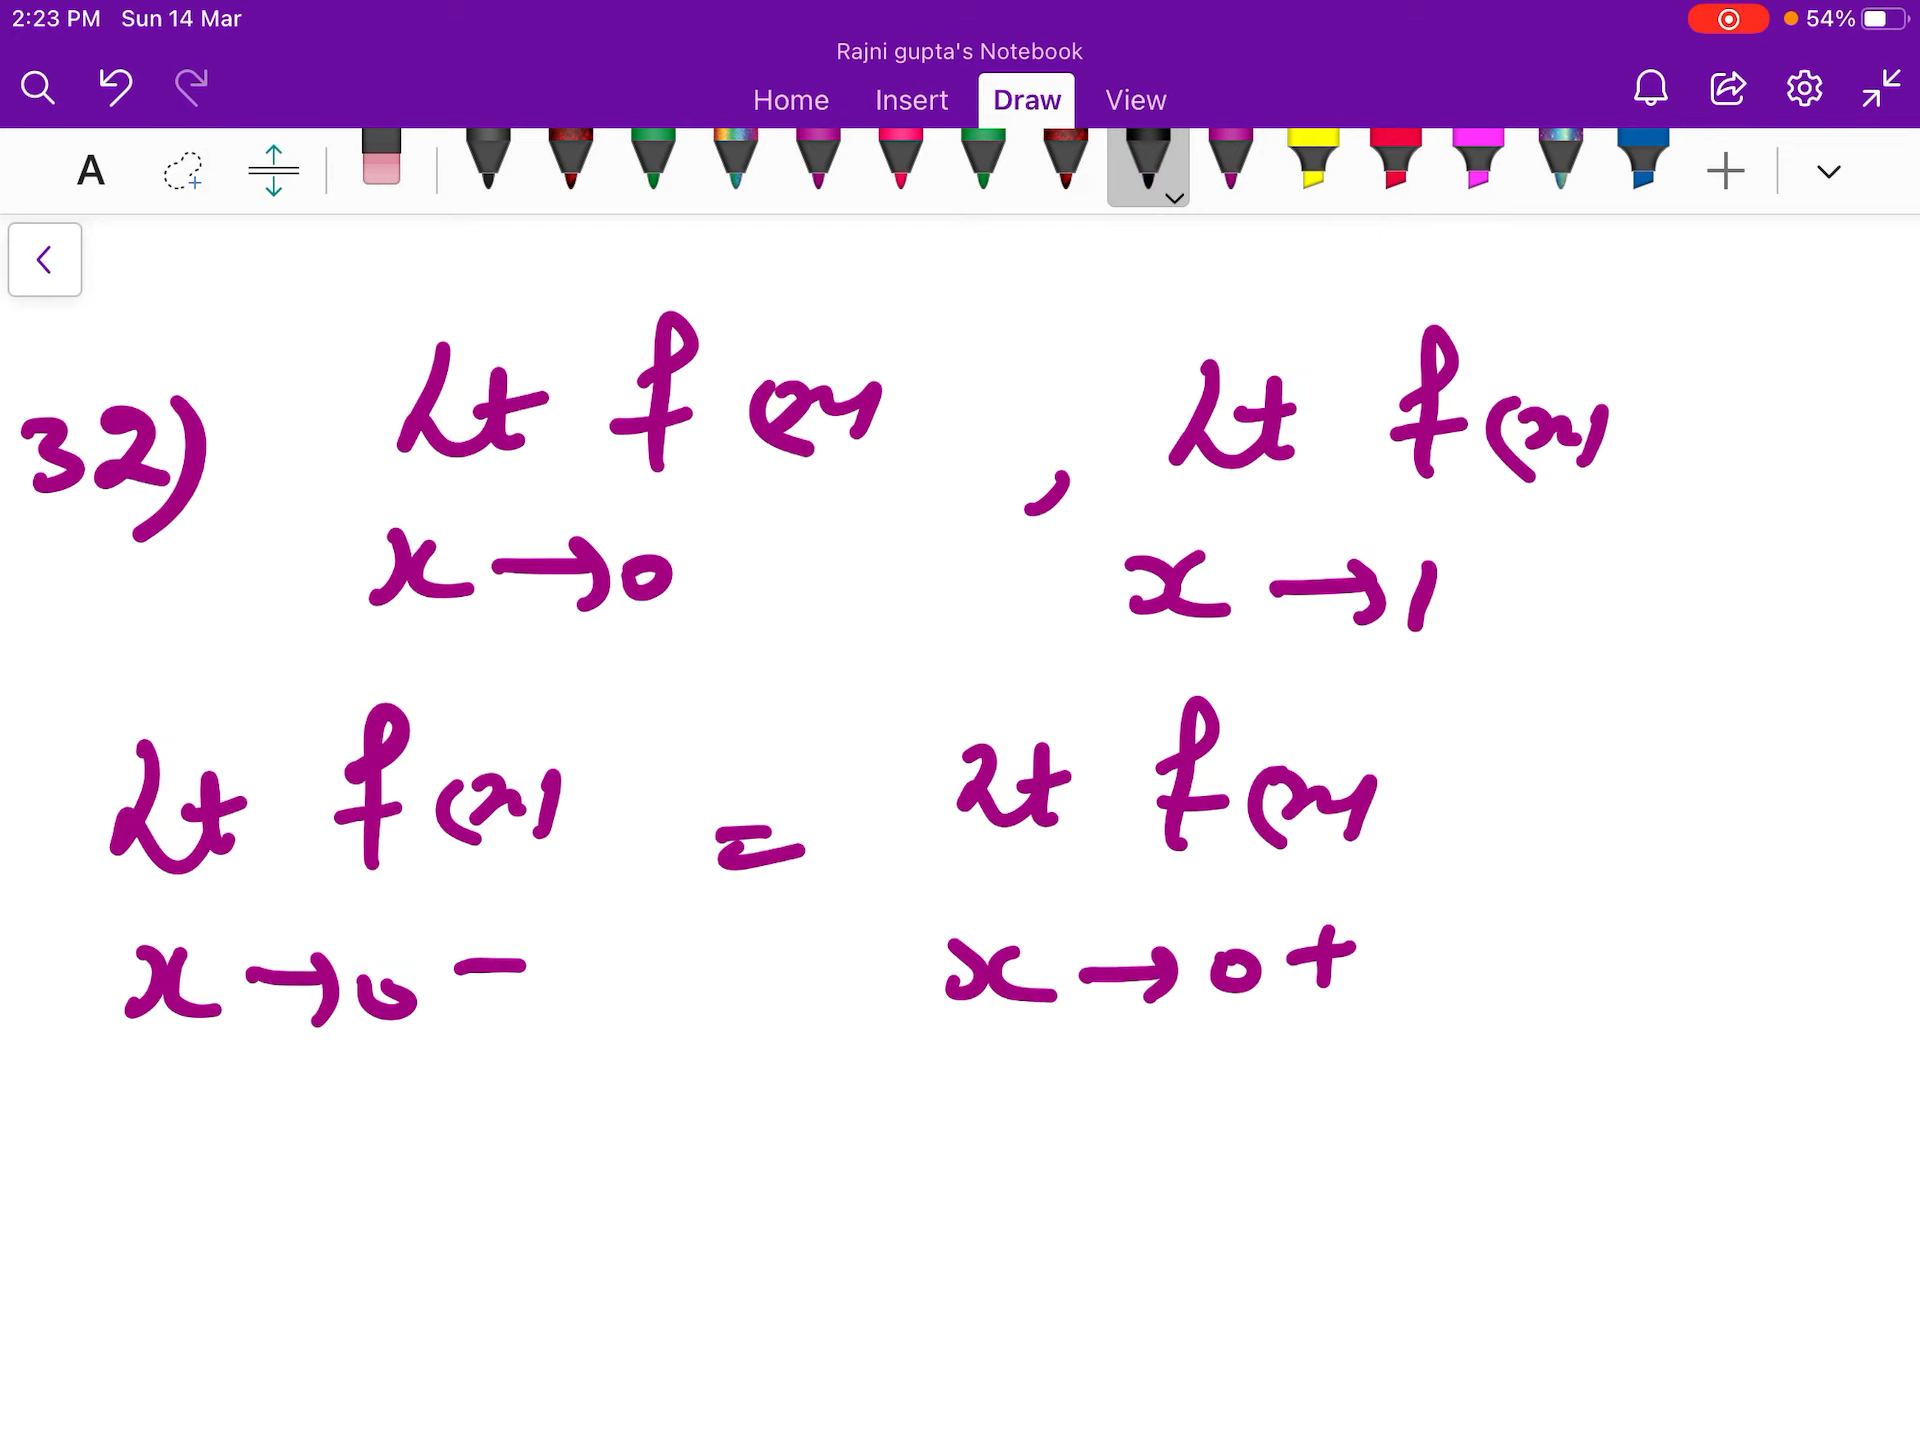 2:23 PM Sun 14 Mar 54%
Rajni gupta's Notebook
Home Insert Draw View
A
32) Lt f(x) , Lt f(x)
x→0 x→1
Lt f(x) = Lt f(x)
x→0 − x→0 +